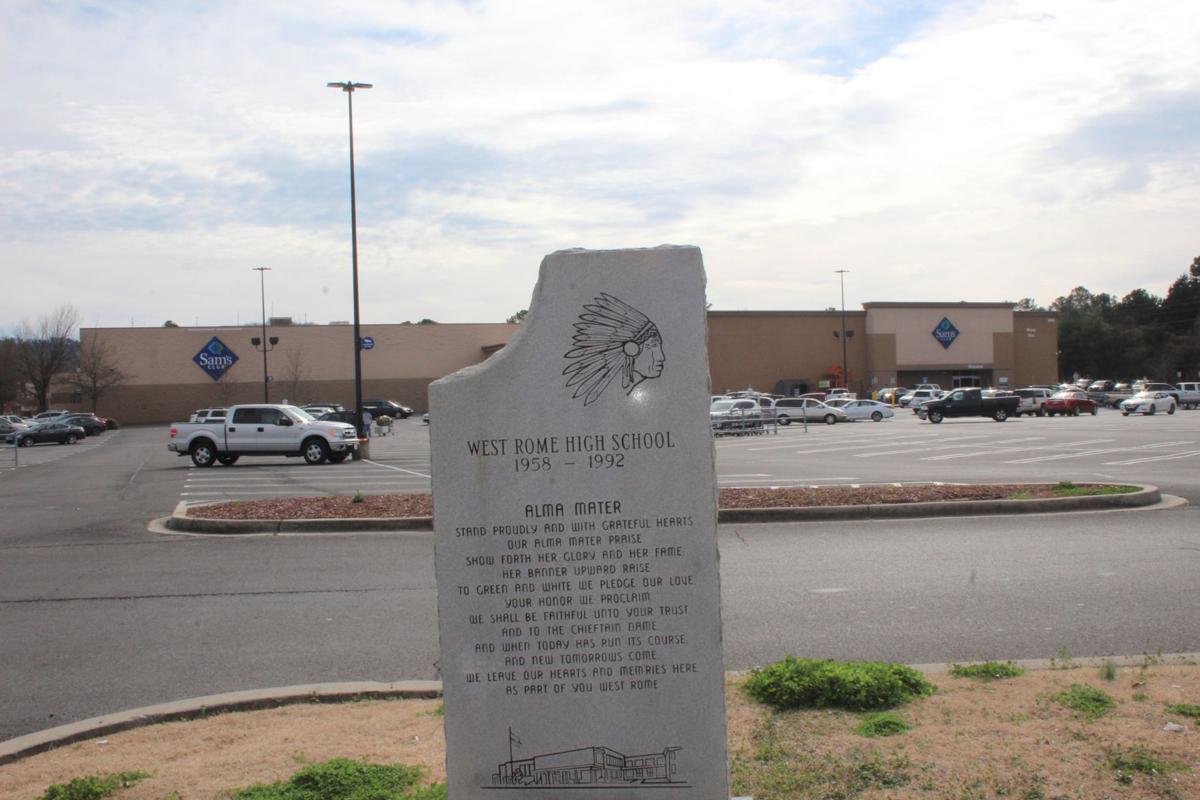 Sam's
CLUB
Sam's
CLUB
WEST ROME HIGH SCHOOL
1958 – 1992
ALMA MATER
STAND PROUDLY AND WITH GRATEFUL HEARTS
OUR ALMA MATER PRAISE
SHOW FORTH HER GLORY AND HER FAME,
HER BANNER UPWARD RAISE
TO GREEN AND WHITE WE PLEDGE OUR LOVE,
YOUR HONOR WE PROCLAIM
WE SHALL BE FAITHFUL UNTO YOUR TRUST
AND TO THE CHIEFTAIN NAME
AND WHEN TODAY HAS RUN ITS COURSE
AND NEW TOMORROWS COME
WE LEAVE OUR HEARTS AND MEM'RIES HERE
AS PART OF YOU WEST ROME